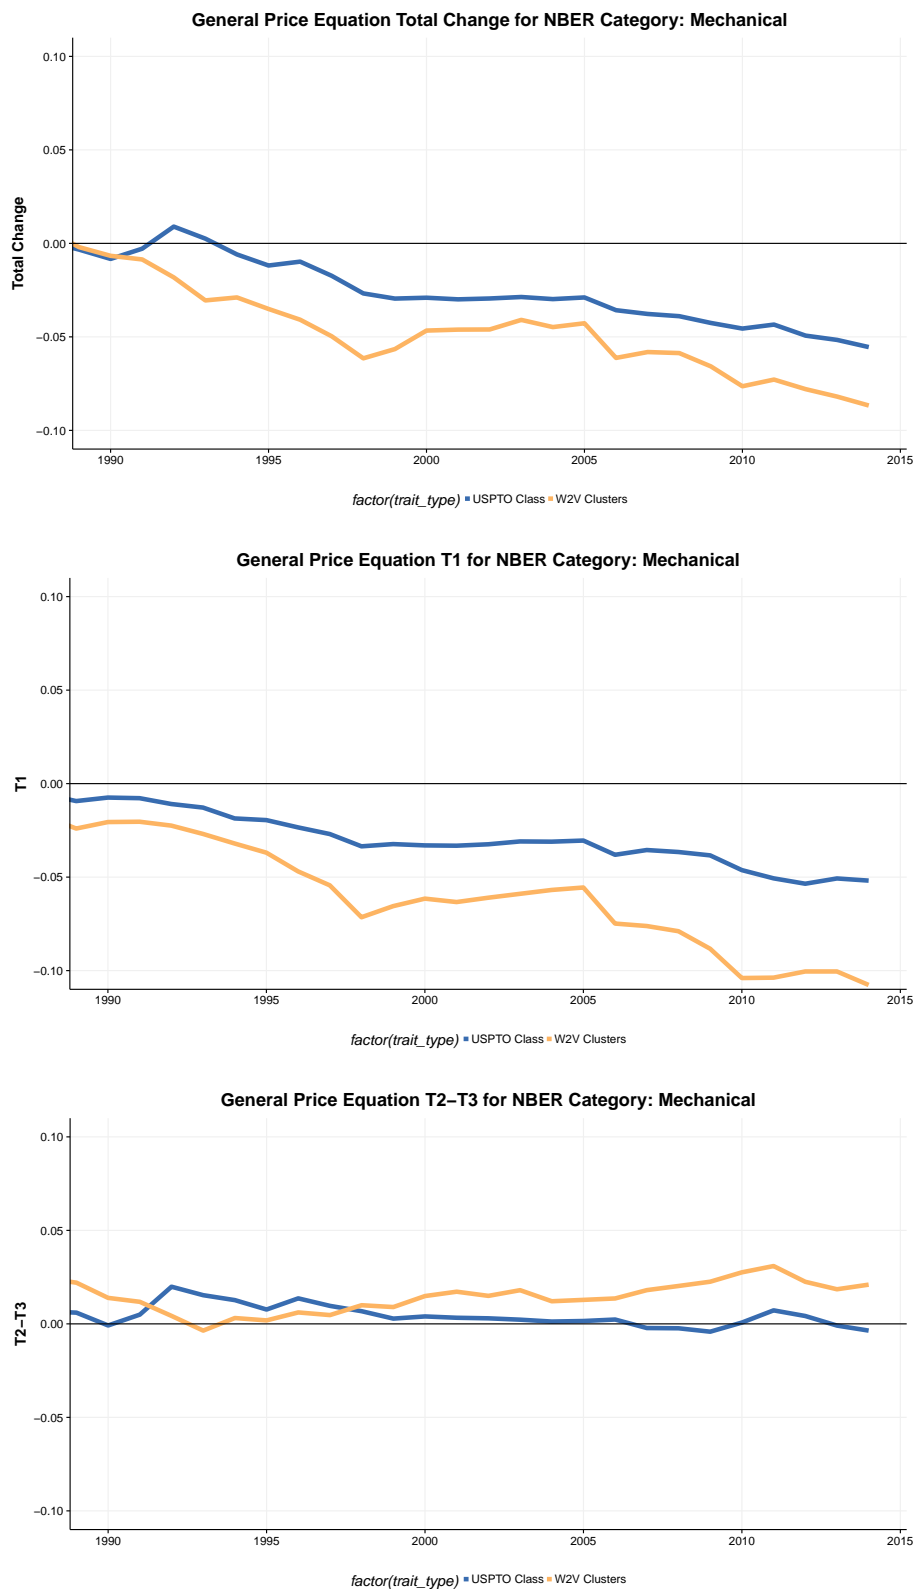 General Price Equation Total Change for NBER Category: Mechanical
0.10
0.05
0.00
−0.05
−0.10
Total Change
1990 1995 2000 2005 2010 2015
factor(trait_type) USPTO Class W2V Clusters
General Price Equation T1 for NBER Category: Mechanical
0.10
0.05
0.00
−0.05
−0.10
T1
1990 1995 2000 2005 2010 2015
factor(trait_type) USPTO Class W2V Clusters
General Price Equation T2−T3 for NBER Category: Mechanical
0.10
0.05
0.00
−0.05
−0.10
T2−T3
1990 1995 2000 2005 2010 2015
factor(trait_type) USPTO Class W2V Clusters